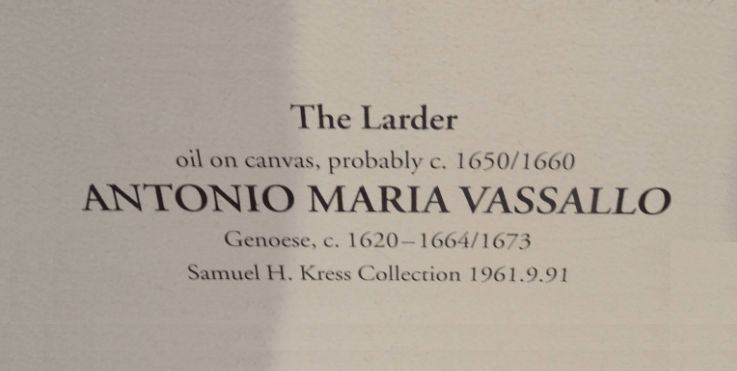 The Larder
oil on canvas, probably c. 1650/1660
ANTONIO MARIA VASSALLO
Genoese, c. 1620–1664/1673
Samuel H. Kress Collection 1961.9.91